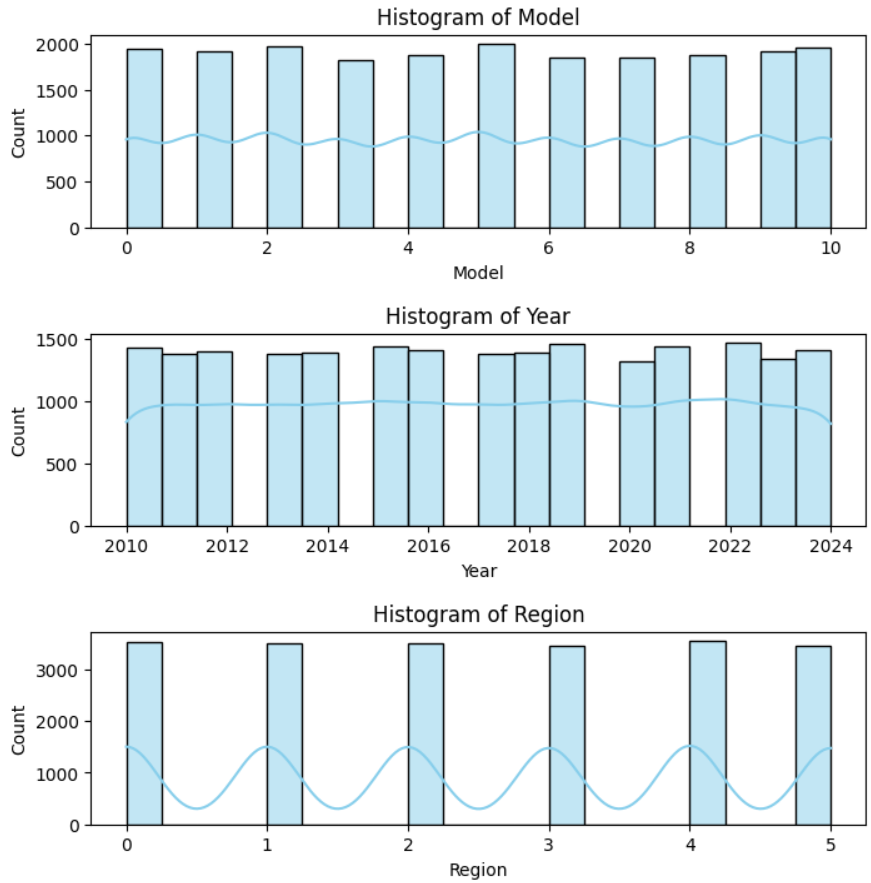 Histogram of Model
2000
1500
1000
500
0
Count
0 2 4 6 8 10
Model
Histogram of Year
1500
1000
500
0
Count
2010 2012 2014 2016 2018 2020 2022 2024
Year
Histogram of Region
3000
2000
1000
0
Count
0 1 2 3 4 5
Region